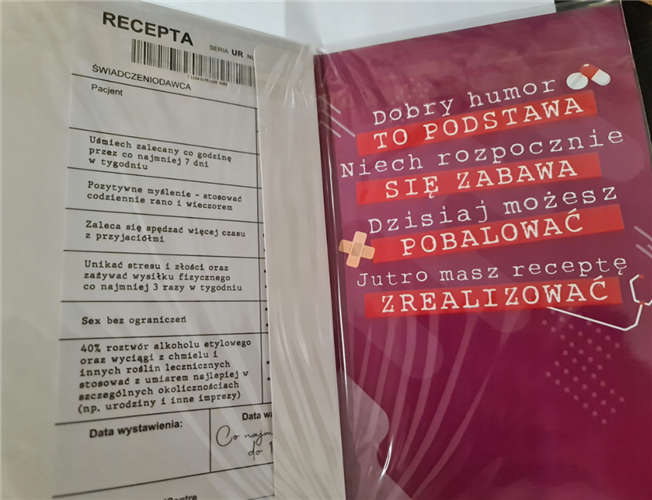 RECEPTA
SERIA UR
ŚWIADCZENIODAWCA
Pacjent
Uśmiech zalecany co godzinę
przez co najmniej 7 dni
w tygodniu
Pozytywne myślenie - stosować
codziennie rano i wieczorem
Zaleca się spędzać więcej czasu
z przyjaciółmi
Unikać stresu i złości oraz
zażywać wysiłku fizycznego
co najmniej 3 razy w tygodniu
Sex bez ograniczeń
40% roztwór alkoholu etylowego
oraz wyciągi z chmielu i
innych roślin leczniczych
stosować z umiarem najlepiej w
szczególnych okolicznościach
(np. urodziny i inne imprezy)
Data wystawienia:
Co
do
Dobry humor
TO PODSTAWA
Niech rozpocznie
SIĘ ZABAWA
Dzisiaj możesz
POBALOWAĆ
Jutro masz receptę
ZREALIZOWAĆ